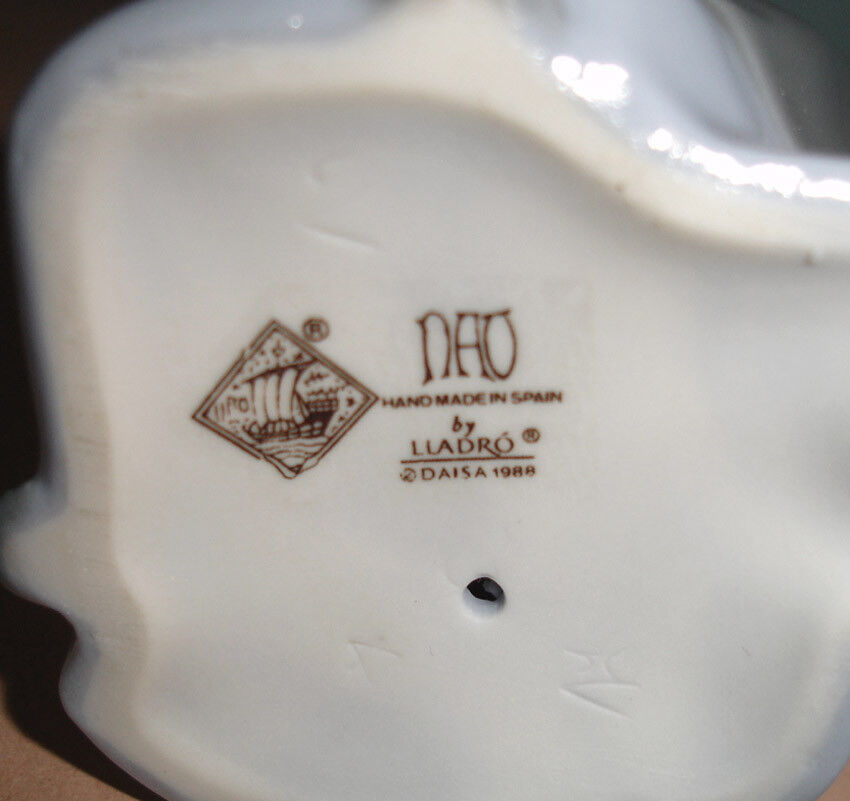 ®
NAO
HAND MADE IN SPAIN
by
LLADRÓ ®
© DAISA 1988